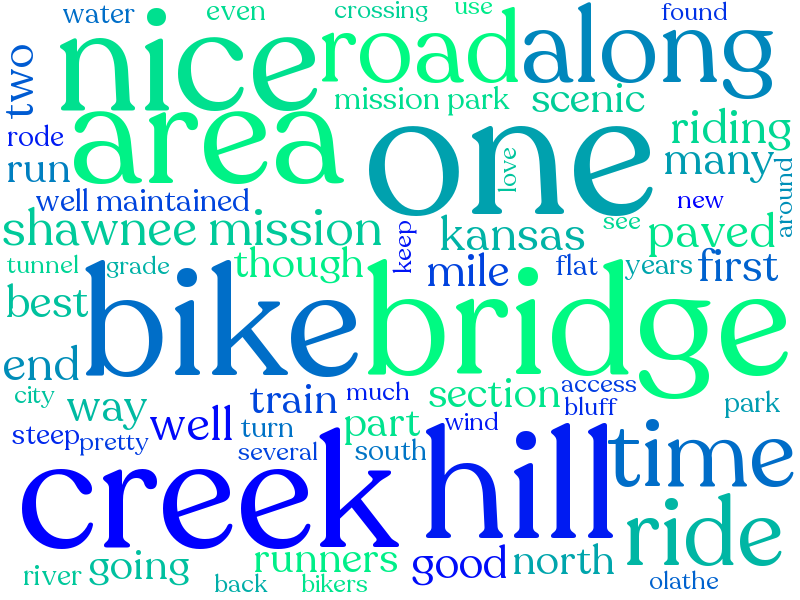 water
even
crossing
use
found
two
nice
road
along
mission park
scenic
rode
area
one
love
riding
run
many
well maintained
new
around
shawnee mission
keep
kansas
see
paved
tunnel
grade
though
mile
flat
years
first
best
bike
bridge
end
city
way
well
train
much
section
access
bluff
park
steep
pretty
turn
part
wind
several
south
creek
hill
time
ride
river
going
runners
good
north
back
bikers
olathe